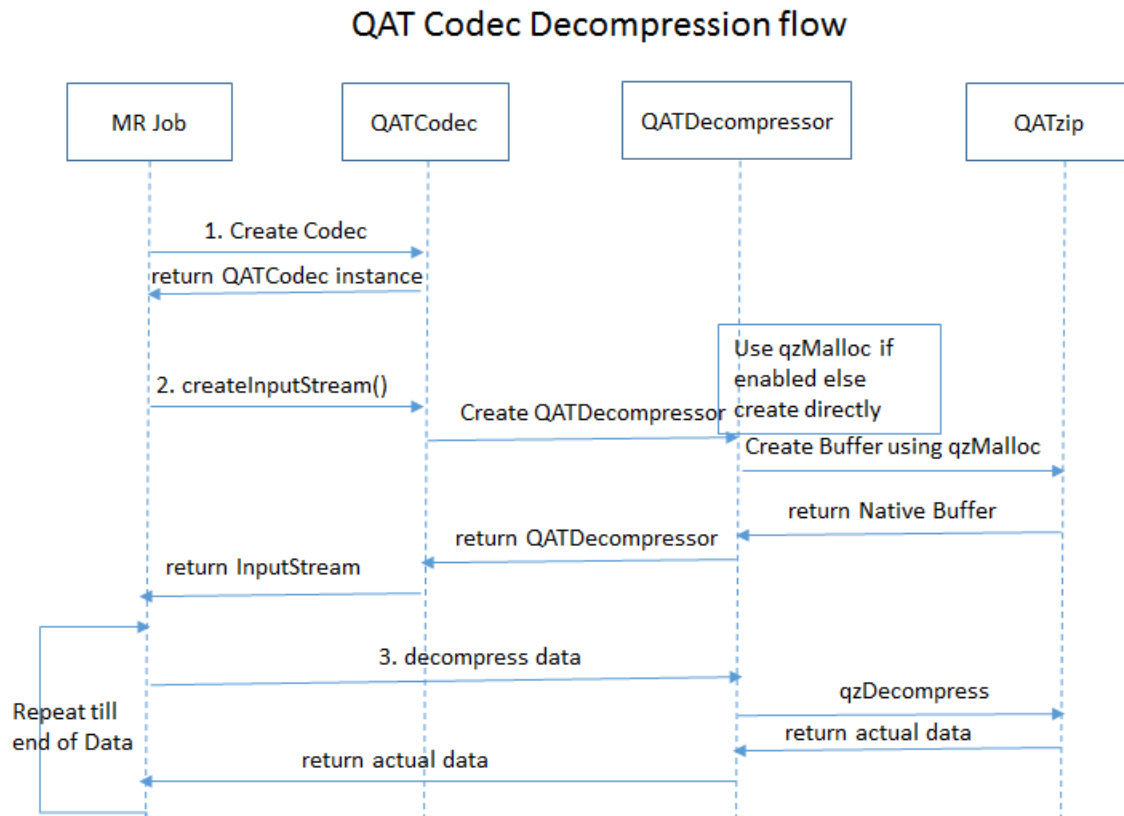 QAT Codec Decompression flow
MR Job
QATCodec
QATDecompressor
QATzip
1. Create Codec
return QATCodec instance
Use qzMalloc if
enabled else
create directly
2. createInputStream()
Create QATDecompressor
Create Buffer using qzMalloc
return Native Buffer
return QATDecompressor
return InputStream
3. decompress data
qzDecompress
Repeat till
end of Data
return actual data
return actual data